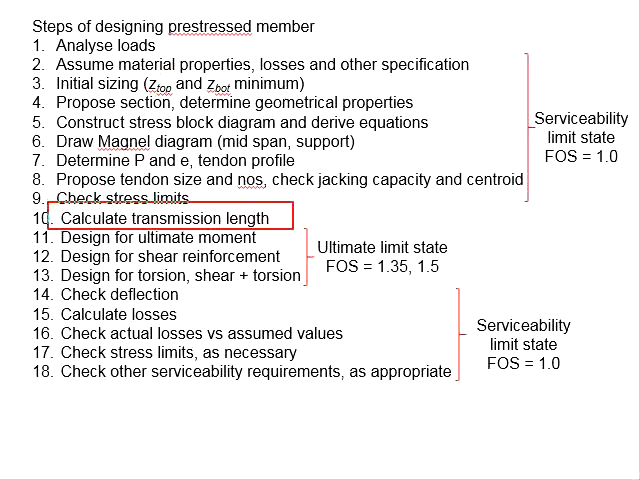 Steps of designing prestressed member
1. Analyse loads
2. Assume material properties, losses and other specification
3. Initial sizing (ztop and zbot minimum)
4. Propose section, determine geometrical properties
5. Construct stress block diagram and derive equations
6. Draw Magnel diagram (mid span, support)
7. Determine P and e, tendon profile
8. Propose tendon size and nos, check jacking capacity and centroid
9. Check stress limits
10. Calculate transmission length
11. Design for ultimate moment
12. Design for shear reinforcement
13. Design for torsion, shear + torsion
14. Check deflection
15. Calculate losses
16. Check actual losses vs assumed values
17. Check stress limits, as necessary
18. Check other serviceability requirements, as appropriate
Serviceability
limit state
FOS = 1.0
Ultimate limit state
FOS = 1.35, 1.5
Serviceability
limit state
FOS = 1.0